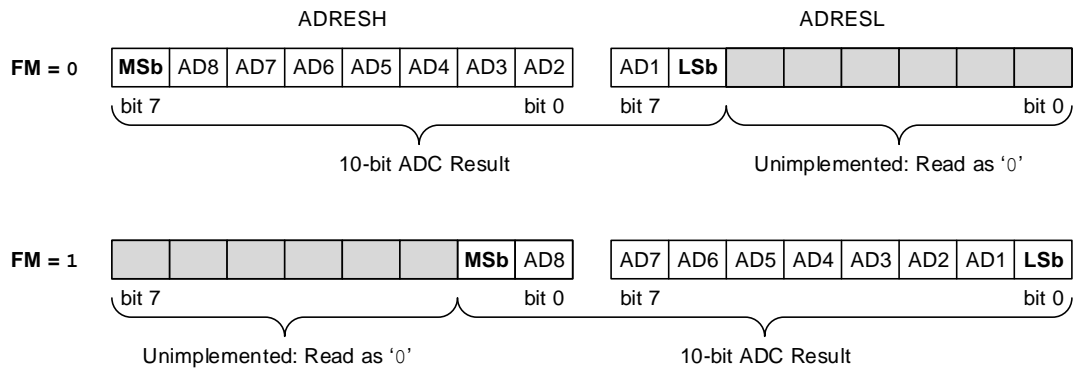 ADRESH ADRESL
FM = 0 MSb AD8 AD7 AD6 AD5 AD4 AD3 AD2 AD1 LSb
bit 7 bit 0 bit 7 bit 0
10-bit ADC Result Unimplemented: Read as ‘0’
FM = 1 MSb AD8 AD7 AD6 AD5 AD4 AD3 AD2 AD1 LSb
bit 7 bit 0 bit 7 bit 0
Unimplemented: Read as ‘0’ 10-bit ADC Result